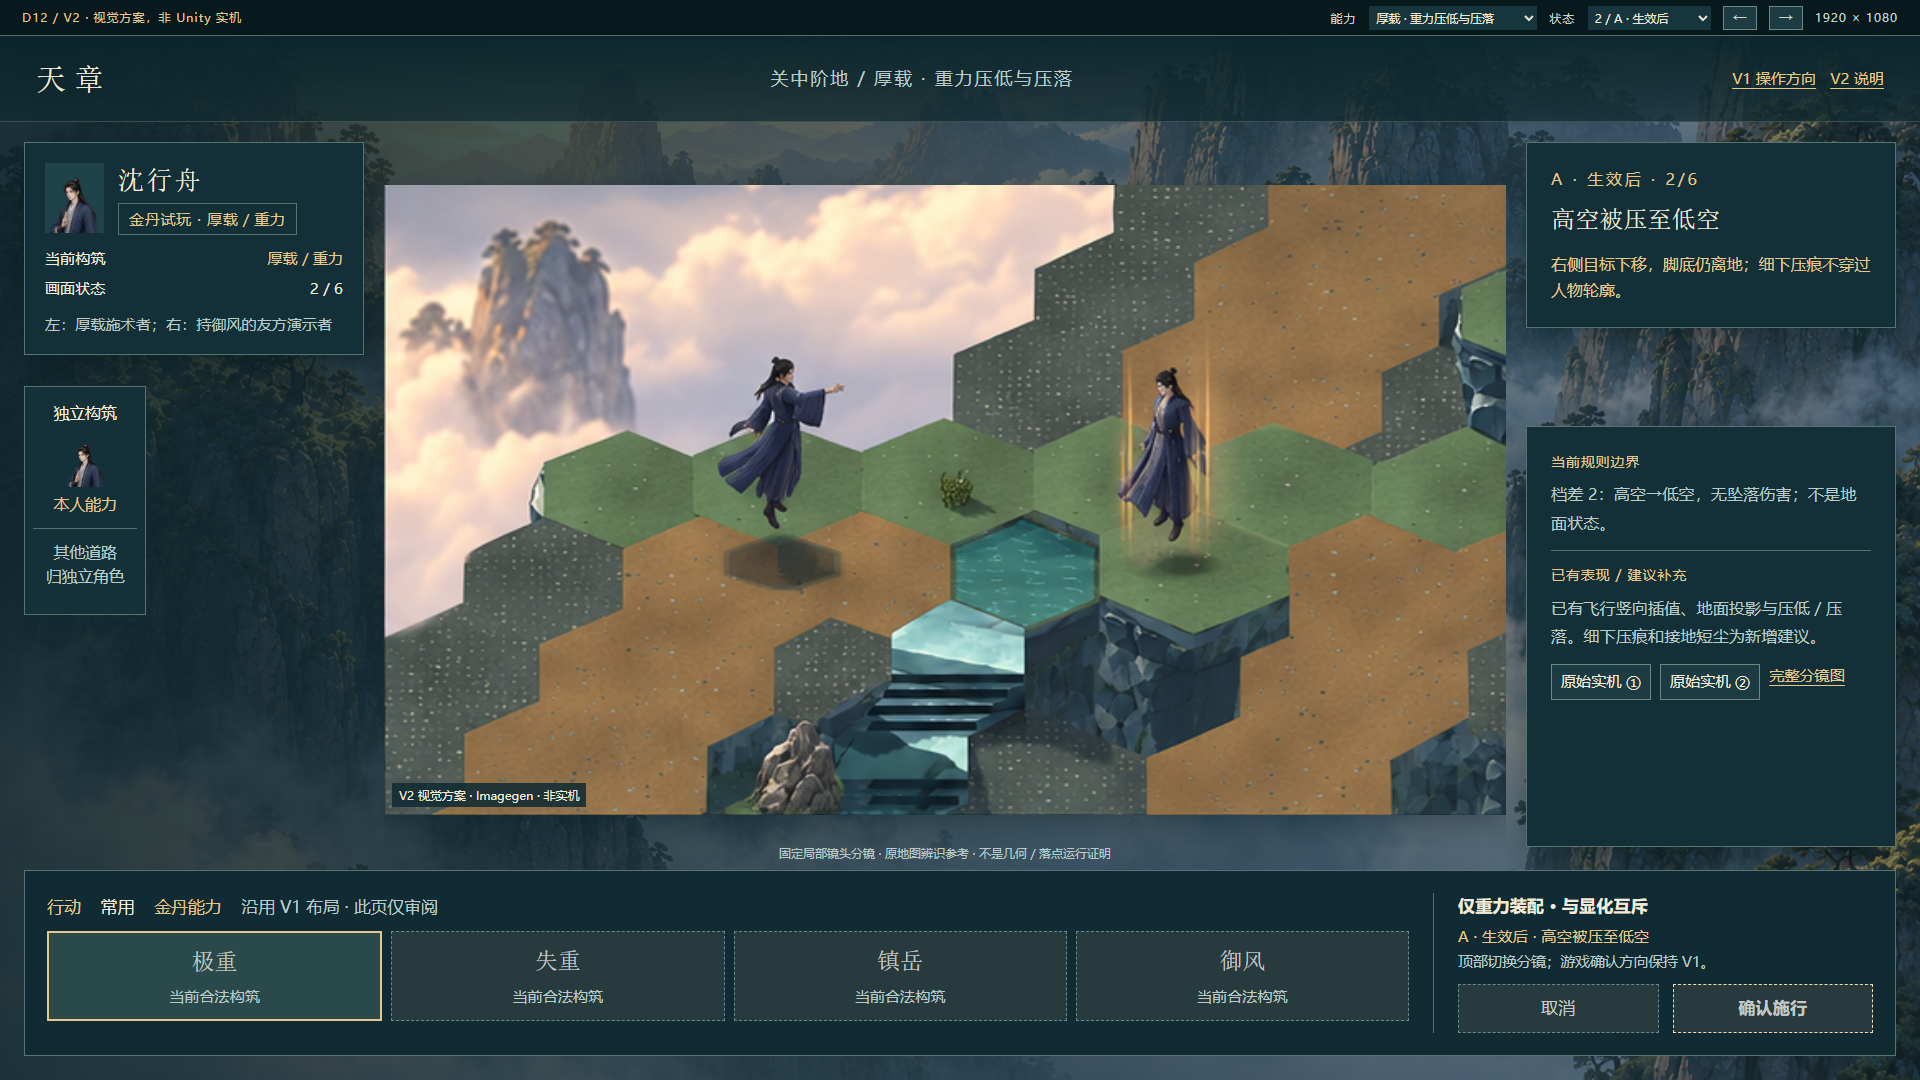 D12 / V2 · 视觉方案，非 Unity 实机
能力 厚载 · 重力压低与压落 状态 2 / A · 生效后 ← → 1920 × 1080
天章
关中阶地 / 厚载 · 重力压低与压落
V1 操作方向 V2 说明
沈行舟
金丹试玩 · 厚载 / 重力
当前构筑 厚载 / 重力
画面状态 2 / 6
左：厚载施术者；右：持御风的友方演示者
独立构筑
本人能力
其他道路
归独立角色
V2 视觉方案 · Imagegen · 非实机
固定局部镜头分镜 · 原地图辨识参考 · 不是几何 / 落点运行证明
A · 生效后 · 2/6
高空被压至低空
右侧目标下移，脚底仍离地；细下压痕不穿过
人物轮廓。
当前规则边界
档差 2：高空→低空，无坠落伤害；不是地
面状态。
已有表现 / 建议补充
已有飞行竖向插值、地面投影与压低 / 压
落。细下压痕和接地短尘为新增建议。
原始实机 ① 原始实机 ② 完整分镜图
行动 常用 金丹能力 沿用 V1 布局 · 此页仅审阅
极重
当前合法构筑
失重
当前合法构筑
镇岳
当前合法构筑
御风
当前合法构筑
仅重力装配 · 与显化互斥
A · 生效后 · 高空被压至低空
顶部切换分镜；游戏确认方向保持 V1。
取消 确认施行